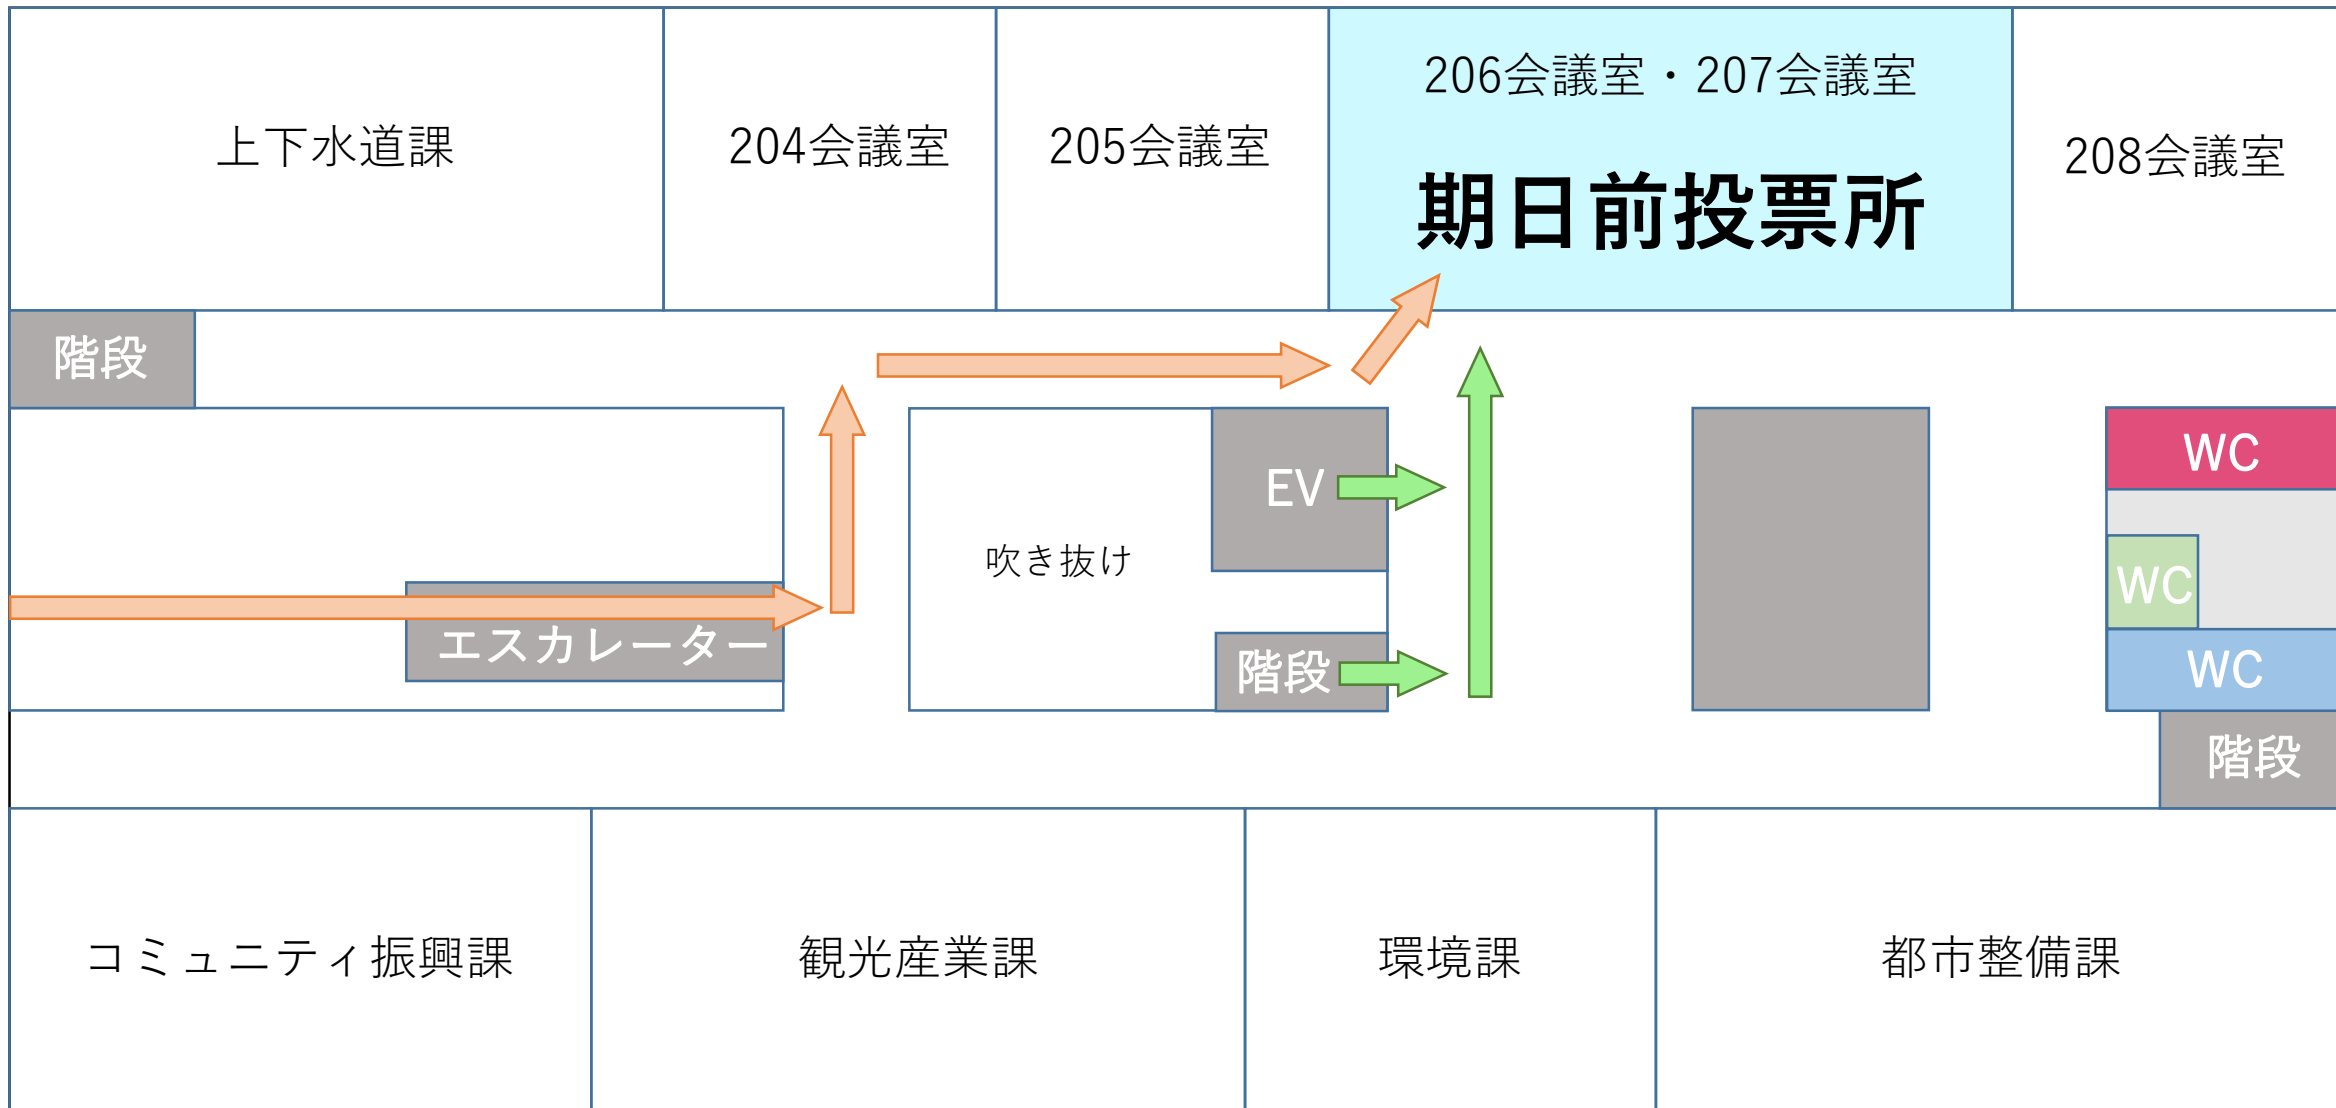 上下水道課
204会議室
205会議室
206会議室・207会議室
期日前投票所
208会議室
階段
EV
吹き抜け
エスカレーター
階段
WC
WC
WC
階段
コミュニティ振興課
観光産業課
環境課
都市整備課